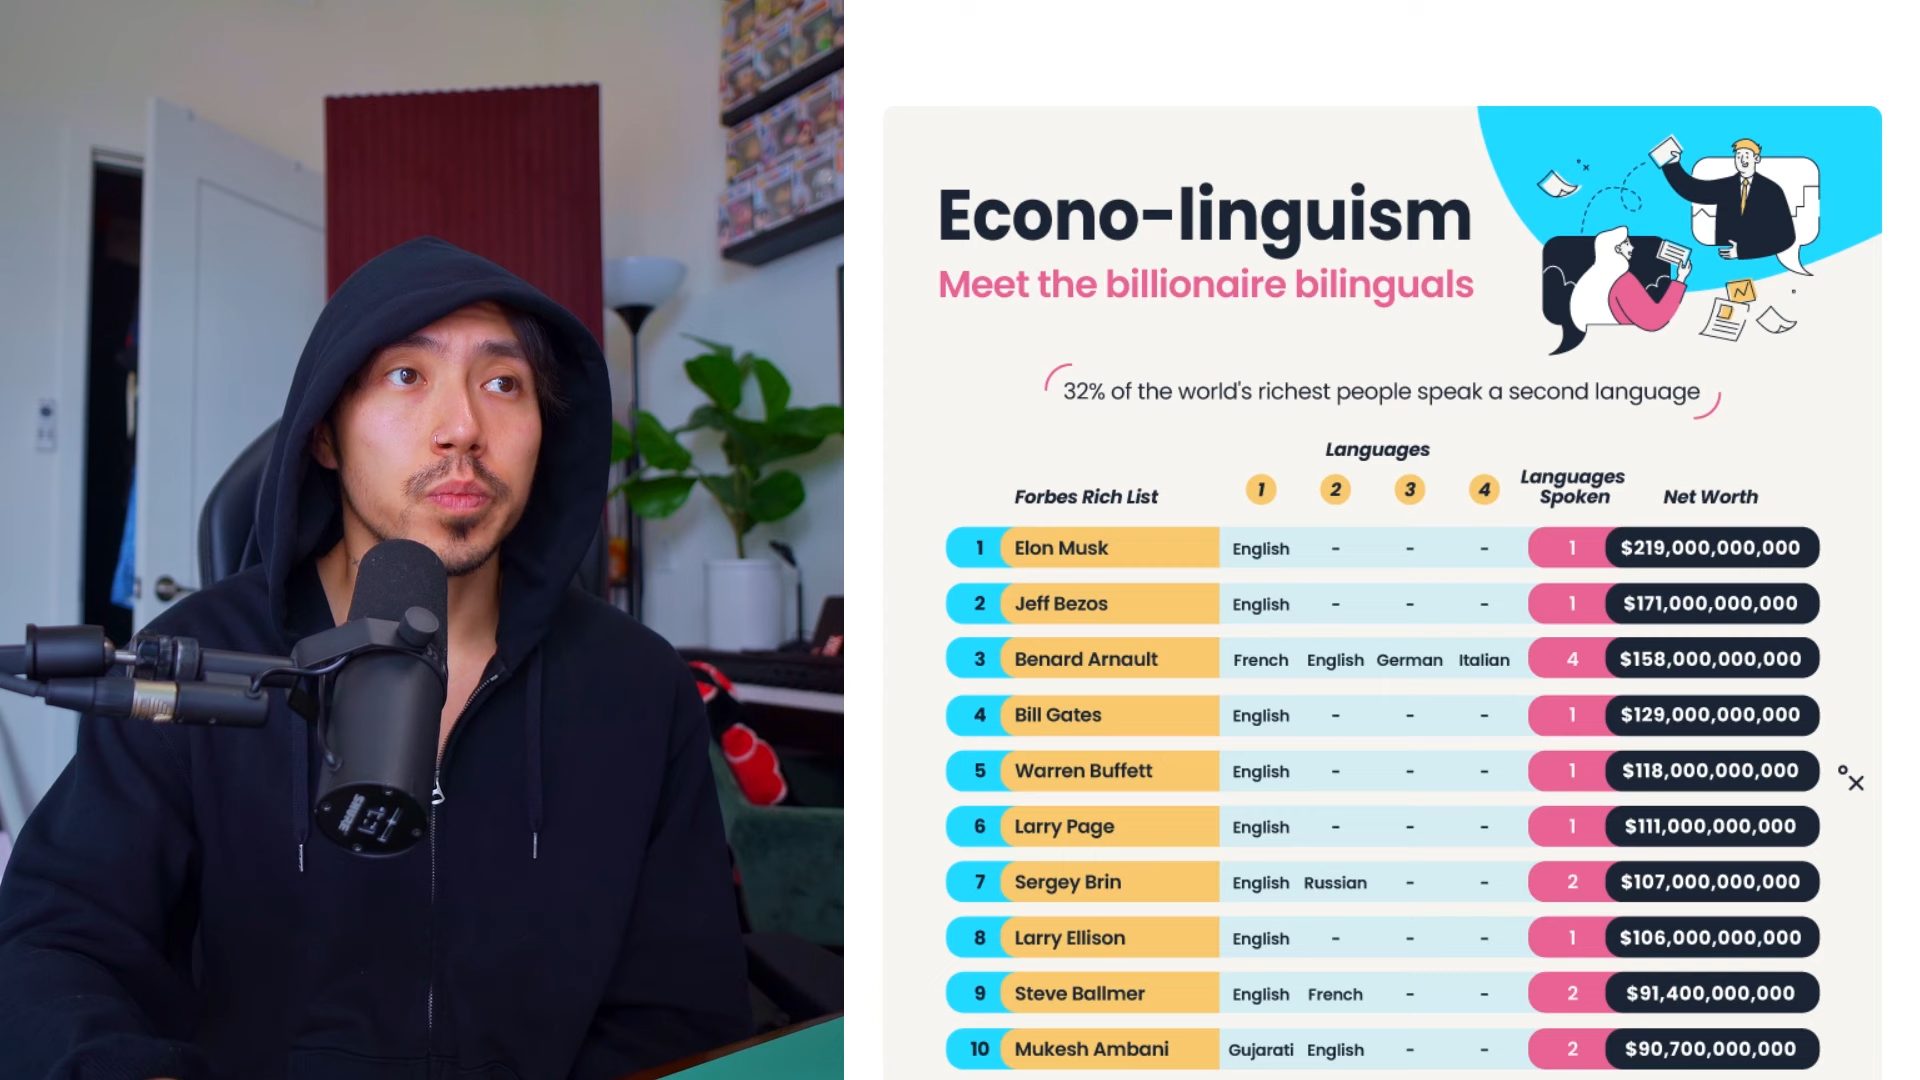 Econo-linguism
Meet the billionaire bilinguals
32% of the world's richest people speak a second language
Languages
Forbes Rich List 1 2 3 4 Languages Spoken Net Worth
1 Elon Musk English - - - 1 $219,000,000,000
2 Jeff Bezos English - - - 1 $171,000,000,000
3 Benard Arnault French English German Italian 4 $158,000,000,000
4 Bill Gates English - - - 1 $129,000,000,000
5 Warren Buffett English - - - 1 $118,000,000,000
6 Larry Page English - - - 1 $111,000,000,000
7 Sergey Brin English Russian - - 2 $107,000,000,000
8 Larry Ellison English - - - 1 $106,000,000,000
9 Steve Ballmer English French - - 2 $91,400,000,000
10 Mukesh Ambani Gujarati English - - 2 $90,700,000,000
SHURE